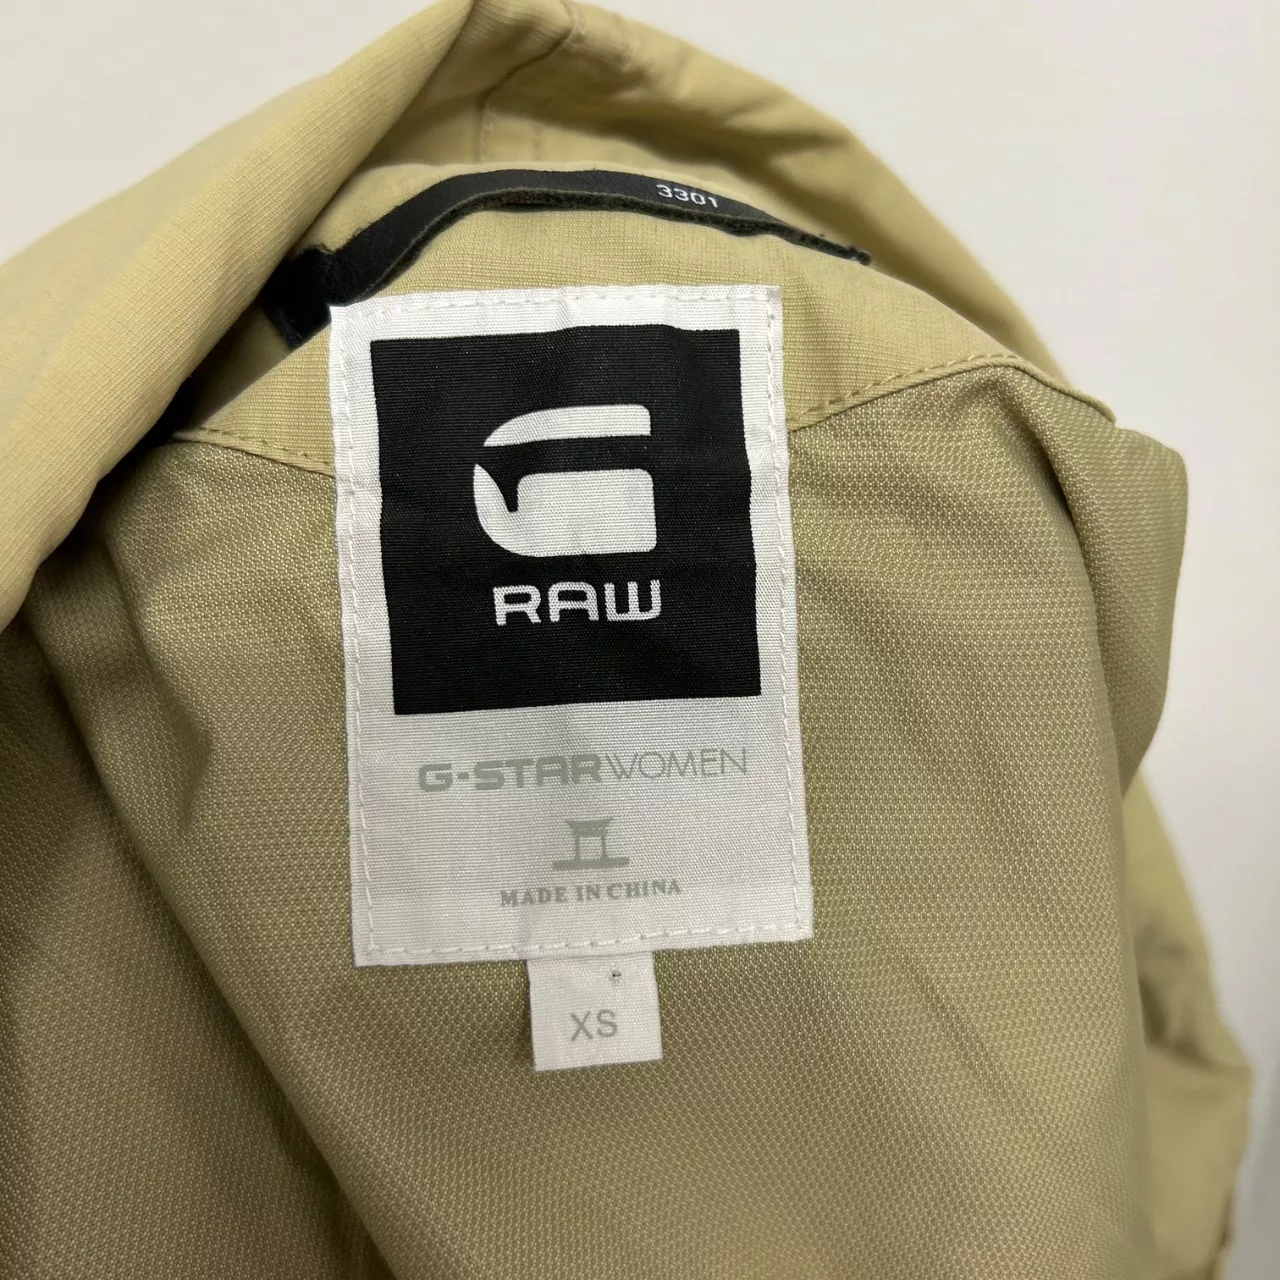 3301
RAW
G-STAR WOMEN
MADE IN CHINA
XS